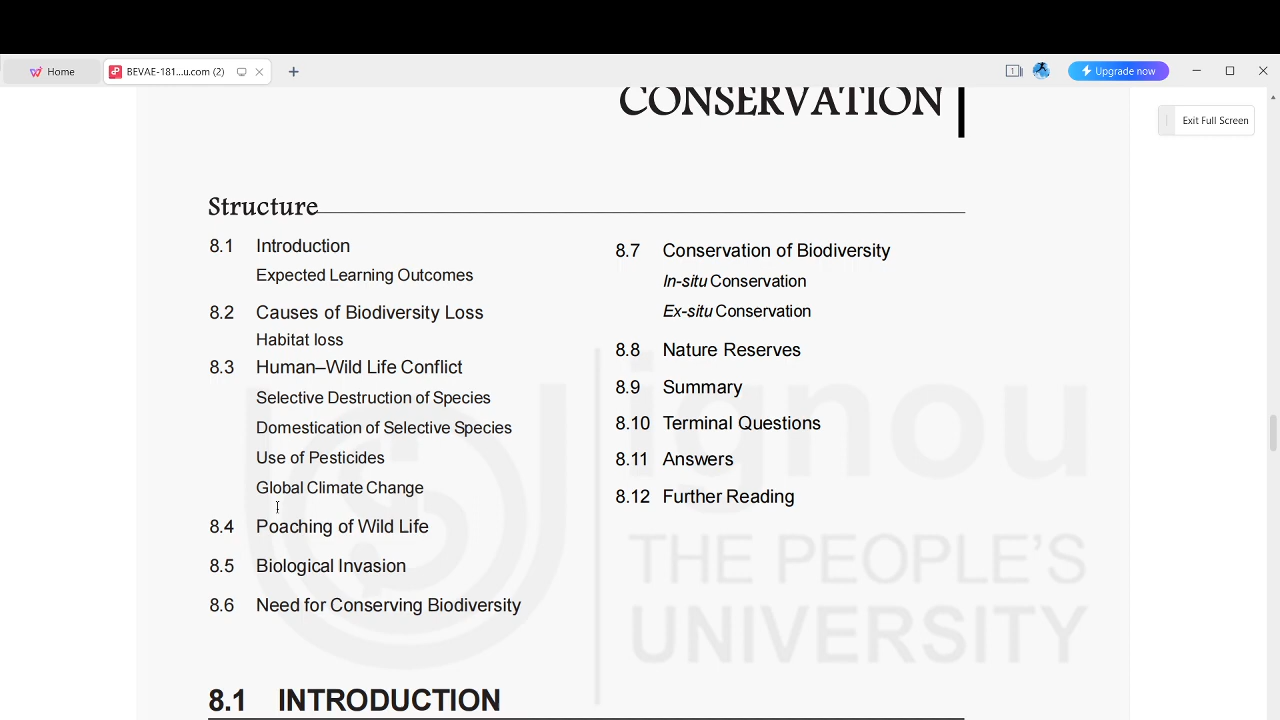 Home
BEVAE-181...u.com (2)
1
Upgrade now
Exit Full Screen
CONSERVATION
Structure
8.1 Introduction
Expected Learning Outcomes
8.2 Causes of Biodiversity Loss
Habitat loss
8.3 Human–Wild Life Conflict
Selective Destruction of Species
Domestication of Selective Species
Use of Pesticides
Global Climate Change
8.4 Poaching of Wild Life
8.5 Biological Invasion
8.6 Need for Conserving Biodiversity
8.7 Conservation of Biodiversity
In-situ Conservation
Ex-situ Conservation
8.8 Nature Reserves
8.9 Summary
8.10 Terminal Questions
8.11 Answers
8.12 Further Reading
ignou
THE PEOPLE'S
UNIVERSITY
8.1 INTRODUCTION